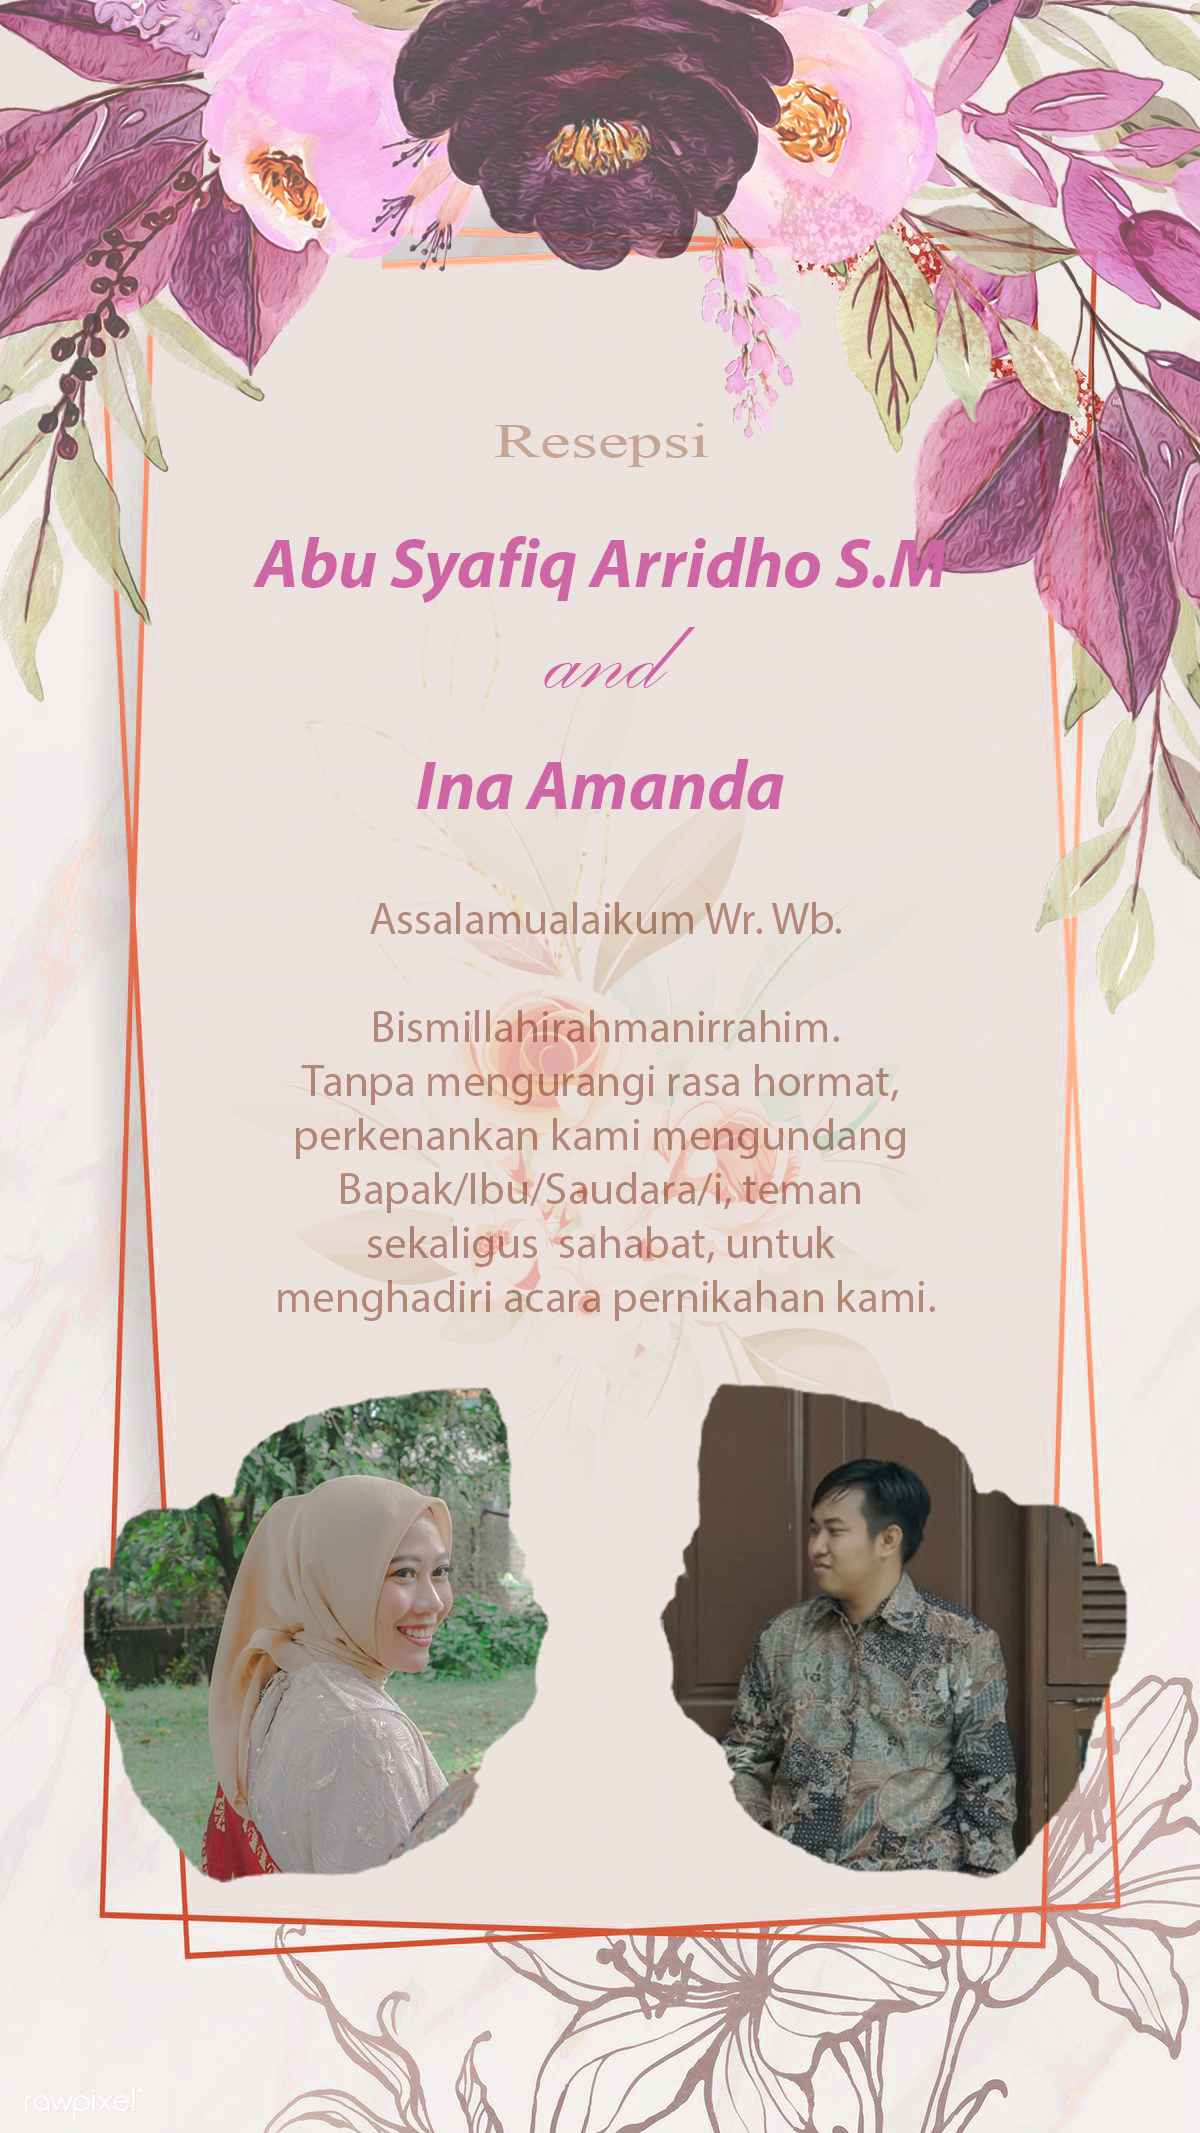 Resepsi
Abu Syafiq Arridho S.M
and
Ina Amanda
Assalamualaikum Wr. Wb.
Bismillahirahmanirrahim.
Tanpa mengurangi rasa hormat,
perkenankan kami mengundang
Bapak/Ibu/Saudara/i, teman
sekaligus  sahabat, untuk
menghadiri acara pernikahan kami.
rawpixel